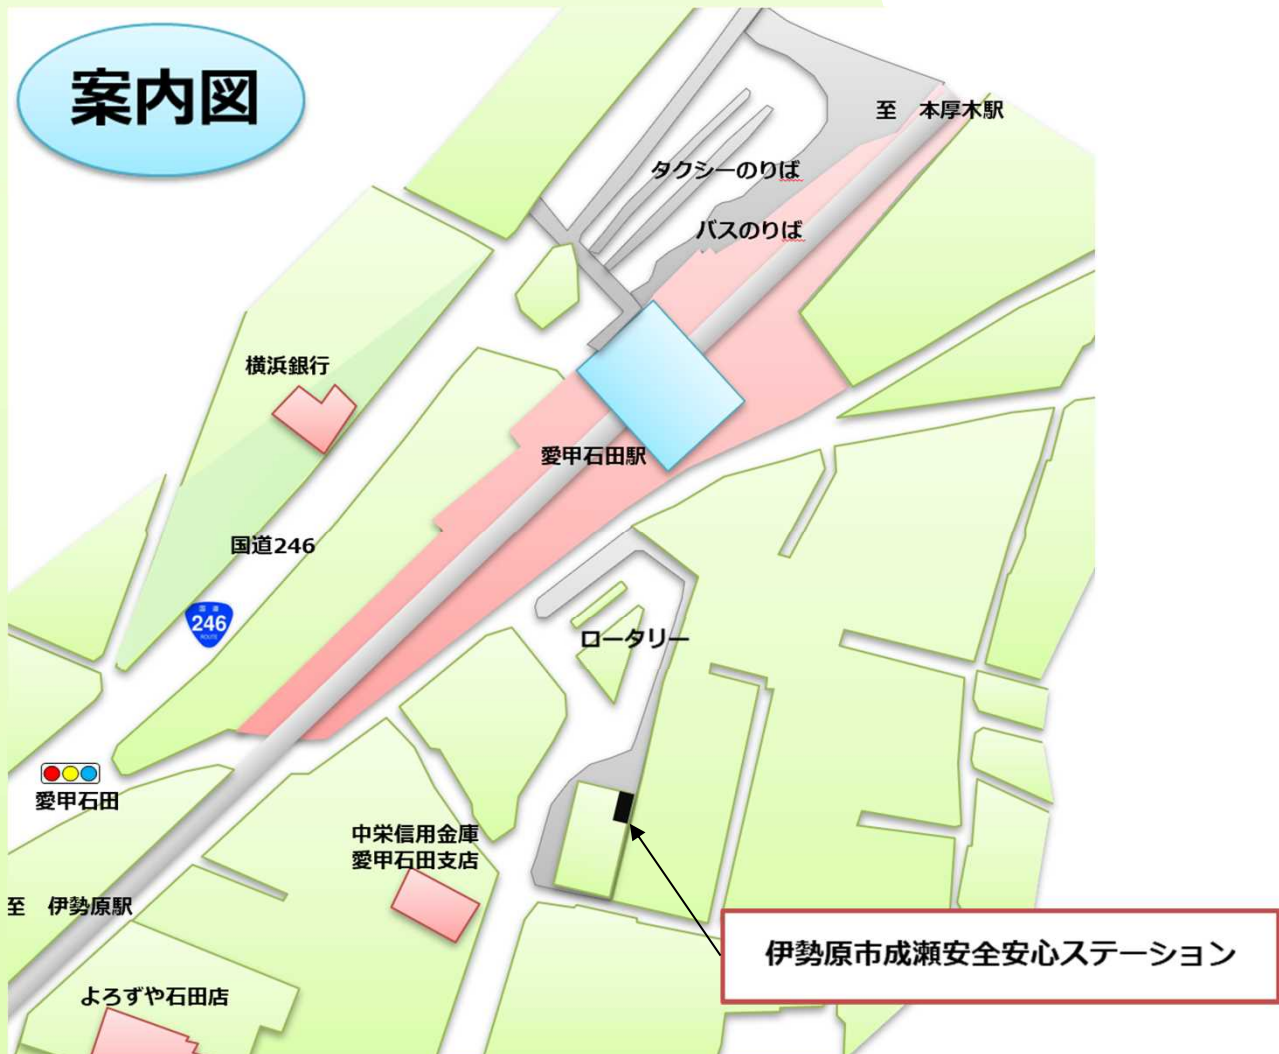 案内図
至 本厚木駅
タクシーのりば
バスのりば
横浜銀行
愛甲石田駅
国道246
国道
246
ROUTE
ロータリー
愛甲石田
中栄信用金庫
愛甲石田支店
至 伊勢原駅
伊勢原市成瀬安全安心ステーション
よろずや石田店